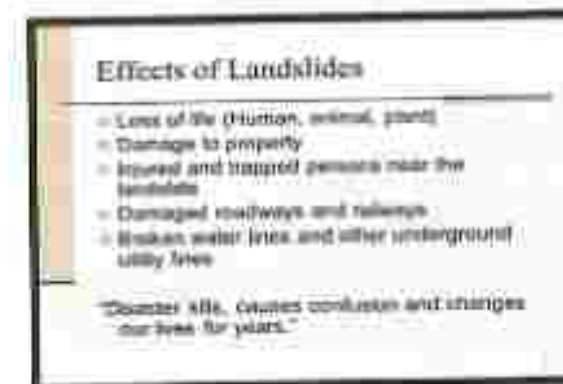 Effects of Landslides
Loss of life (Human, animal, plant)
Damage to property
Injured and trapped persons near the
landslide
Damaged roadways and railways
Broken water lines and other underground
utility lines
"Disaster kills, causes confusion and changes
our lives for years."